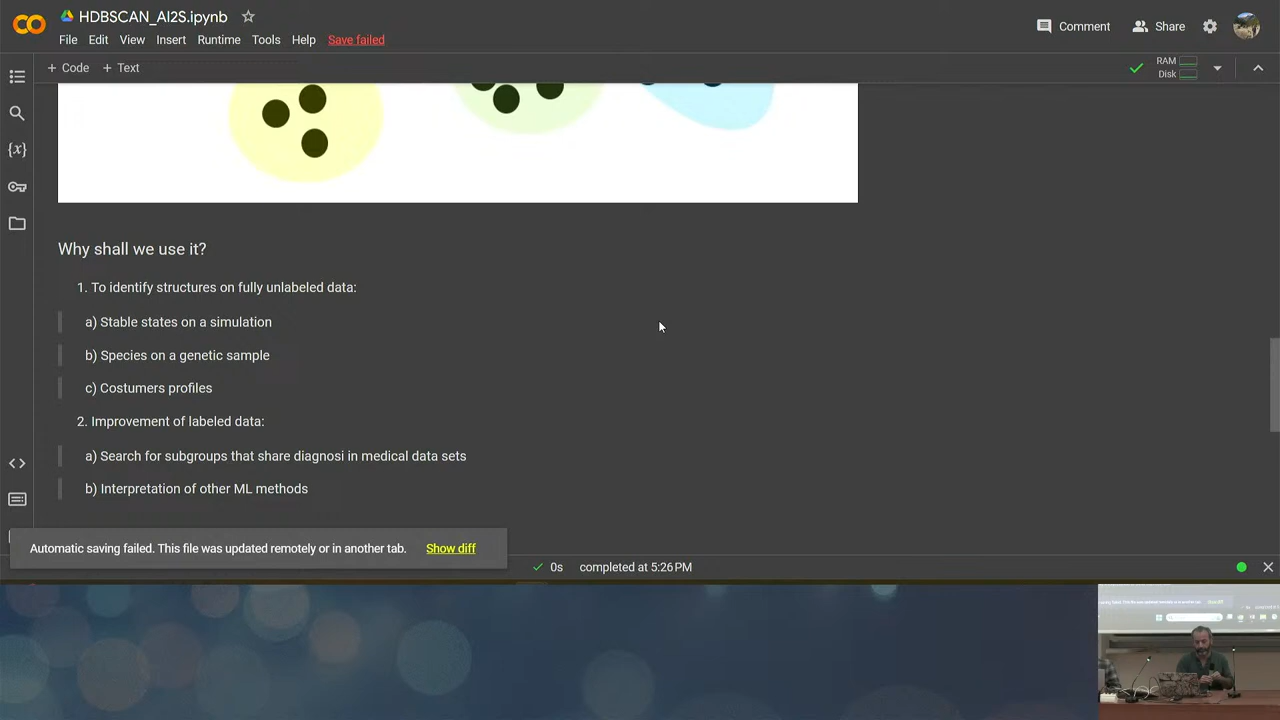 HDBSCAN_AI2S.ipynb
File Edit View Insert Runtime Tools Help Save failed
Comment Share
+ Code + Text
RAM
Disk
Why shall we use it?
1. To identify structures on fully unlabeled data:
a) Stable states on a simulation
b) Species on a genetic sample
c) Costumers profiles
2. Improvement of labeled data:
a) Search for subgroups that share diagnosi in medical data sets
b) Interpretation of other ML methods
Automatic saving failed. This file was updated remotely or in another tab. Show diff
0s completed at 5:26 PM